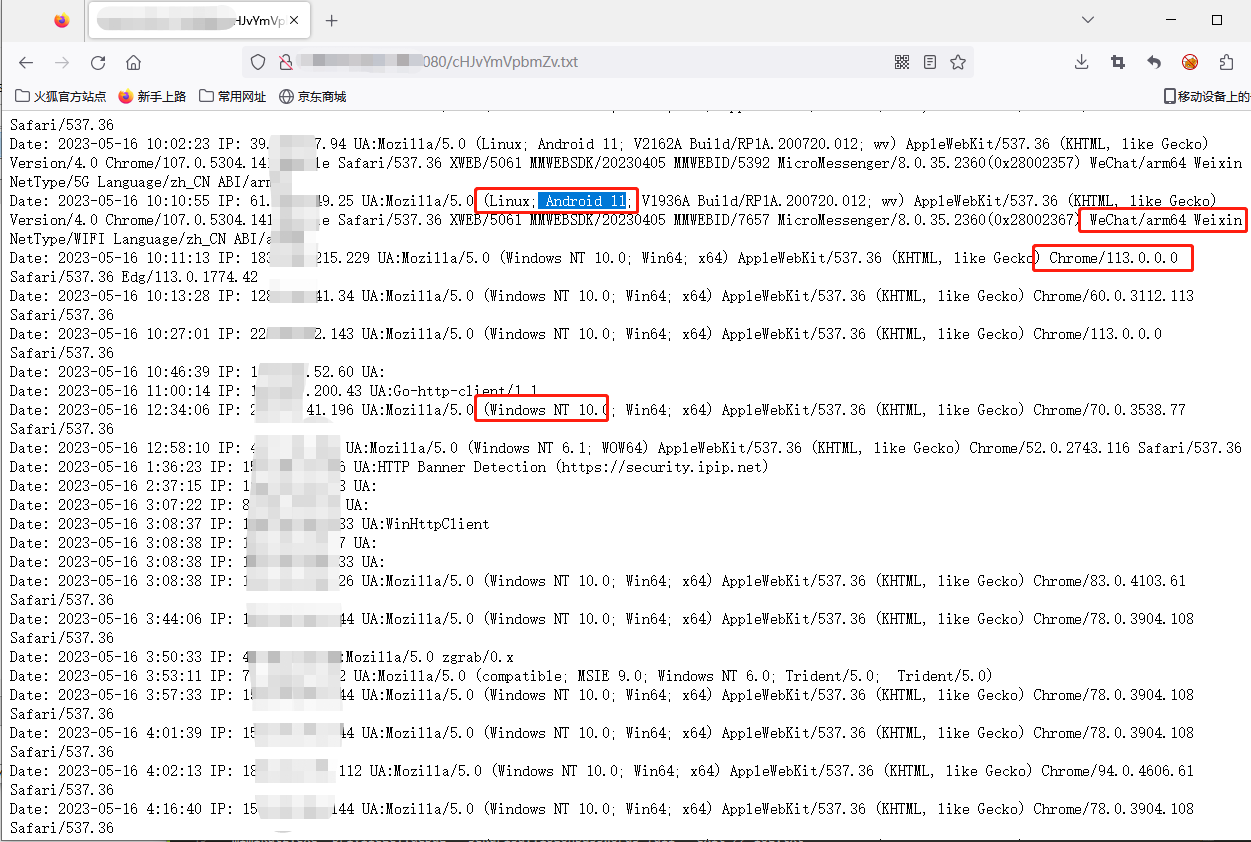 HJvYmVp
080/cHJvYmVpbmZv.txt
火狐官方站点 新手上路 常用网址 京东商城 移动设备上的
Safari/537.36
Date: 2023-05-16 10:02:23 IP: 39. 7.94 UA:Mozilla/5.0 (Linux; Android 11; V2162A Build/RP1A.200720.012; wv) AppleWebKit/537.36 (KHTML, like Gecko)
Version/4.0 Chrome/107.0.5304.141 Safari/537.36 XWEB/5061 MMWEBSDK/20230405 MMWEBID/5392 MicroMessenger/8.0.35.2360(0x28002357) WeChat/arm64 Weixin
NetType/5G Language/zh_CN ABI/arm
Date: 2023-05-16 10:10:55 IP: 61. 49.25 UA:Mozilla/5.0 (Linux; Android 11; V1936A Build/RP1A.200720.012; wv) AppleWebKit/537.36 (KHTML, like Gecko)
Version/4.0 Chrome/107.0.5304.141 Safari/537.36 XWEB/5061 MMWEBSDK/20230405 MMWEBID/7657 MicroMessenger/8.0.35.2360(0x28002367) WeChat/arm64 Weixin
NetType/WIFI Language/zh_CN ABI/
Date: 2023-05-16 10:11:13 IP: 183 215.229 UA:Mozilla/5.0 (Windows NT 10.0; Win64; x64) AppleWebKit/537.36 (KHTML, like Gecko) Chrome/113.0.0.0
Safari/537.36 Edg/113.0.1774.42
Date: 2023-05-16 10:13:28 IP: 128 41.34 UA:Mozilla/5.0 (Windows NT 10.0; Win64; x64) AppleWebKit/537.36 (KHTML, like Gecko) Chrome/60.0.3112.113
Safari/537.36
Date: 2023-05-16 10:27:01 IP: 22 2.143 UA:Mozilla/5.0 (Windows NT 10.0; Win64; x64) AppleWebKit/537.36 (KHTML, like Gecko) Chrome/113.0.0.0
Safari/537.36
Date: 2023-05-16 10:46:39 IP: 1 .52.60 UA:
Date: 2023-05-16 11:00:14 IP: 1 .200.43 UA:Go-http-client/1.1
Date: 2023-05-16 12:34:06 IP: 2 41.196 UA:Mozilla/5.0 (Windows NT 10.0; Win64; x64) AppleWebKit/537.36 (KHTML, like Gecko) Chrome/70.0.3538.77
Safari/537.36
Date: 2023-05-16 12:58:10 IP: 4 UA:Mozilla/5.0 (Windows NT 6.1; WOW64) AppleWebKit/537.36 (KHTML, like Gecko) Chrome/52.0.2743.116 Safari/537.36
Date: 2023-05-16 1:36:23 IP: 15 6 UA:HTTP Banner Detection (https://security.ipip.net)
Date: 2023-05-16 2:37:15 IP: 1 3 UA:
Date: 2023-05-16 3:07:22 IP: 8 UA:
Date: 2023-05-16 3:08:37 IP: 1 33 UA:WinHttpClient
Date: 2023-05-16 3:08:38 IP: 1 7 UA:
Date: 2023-05-16 3:08:38 IP: 1 33 UA:
Date: 2023-05-16 3:08:38 IP: 1 26 UA:Mozilla/5.0 (Windows NT 10.0; Win64; x64) AppleWebKit/537.36 (KHTML, like Gecko) Chrome/83.0.4103.61
Safari/537.36
Date: 2023-05-16 3:44:06 IP: 1 44 UA:Mozilla/5.0 (Windows NT 10.0; Win64; x64) AppleWebKit/537.36 (KHTML, like Gecko) Chrome/78.0.3904.108
Safari/537.36
Date: 2023-05-16 3:50:33 IP: 4 :Mozilla/5.0 zgrab/0.x
Date: 2023-05-16 3:53:11 IP: 7 2 UA:Mozilla/5.0 (compatible; MSIE 9.0; Windows NT 6.0; Trident/5.0;  Trident/5.0)
Date: 2023-05-16 3:57:33 IP: 15 44 UA:Mozilla/5.0 (Windows NT 10.0; Win64; x64) AppleWebKit/537.36 (KHTML, like Gecko) Chrome/78.0.3904.108
Safari/537.36
Date: 2023-05-16 4:01:39 IP: 15 44 UA:Mozilla/5.0 (Windows NT 10.0; Win64; x64) AppleWebKit/537.36 (KHTML, like Gecko) Chrome/78.0.3904.108
Safari/537.36
Date: 2023-05-16 4:02:13 IP: 18 112 UA:Mozilla/5.0 (Windows NT 10.0; Win64; x64) AppleWebKit/537.36 (KHTML, like Gecko) Chrome/94.0.4606.61
Safari/537.36
Date: 2023-05-16 4:16:40 IP: 15 144 UA:Mozilla/5.0 (Windows NT 10.0; Win64; x64) AppleWebKit/537.36 (KHTML, like Gecko) Chrome/78.0.3904.108
Safari/537.36